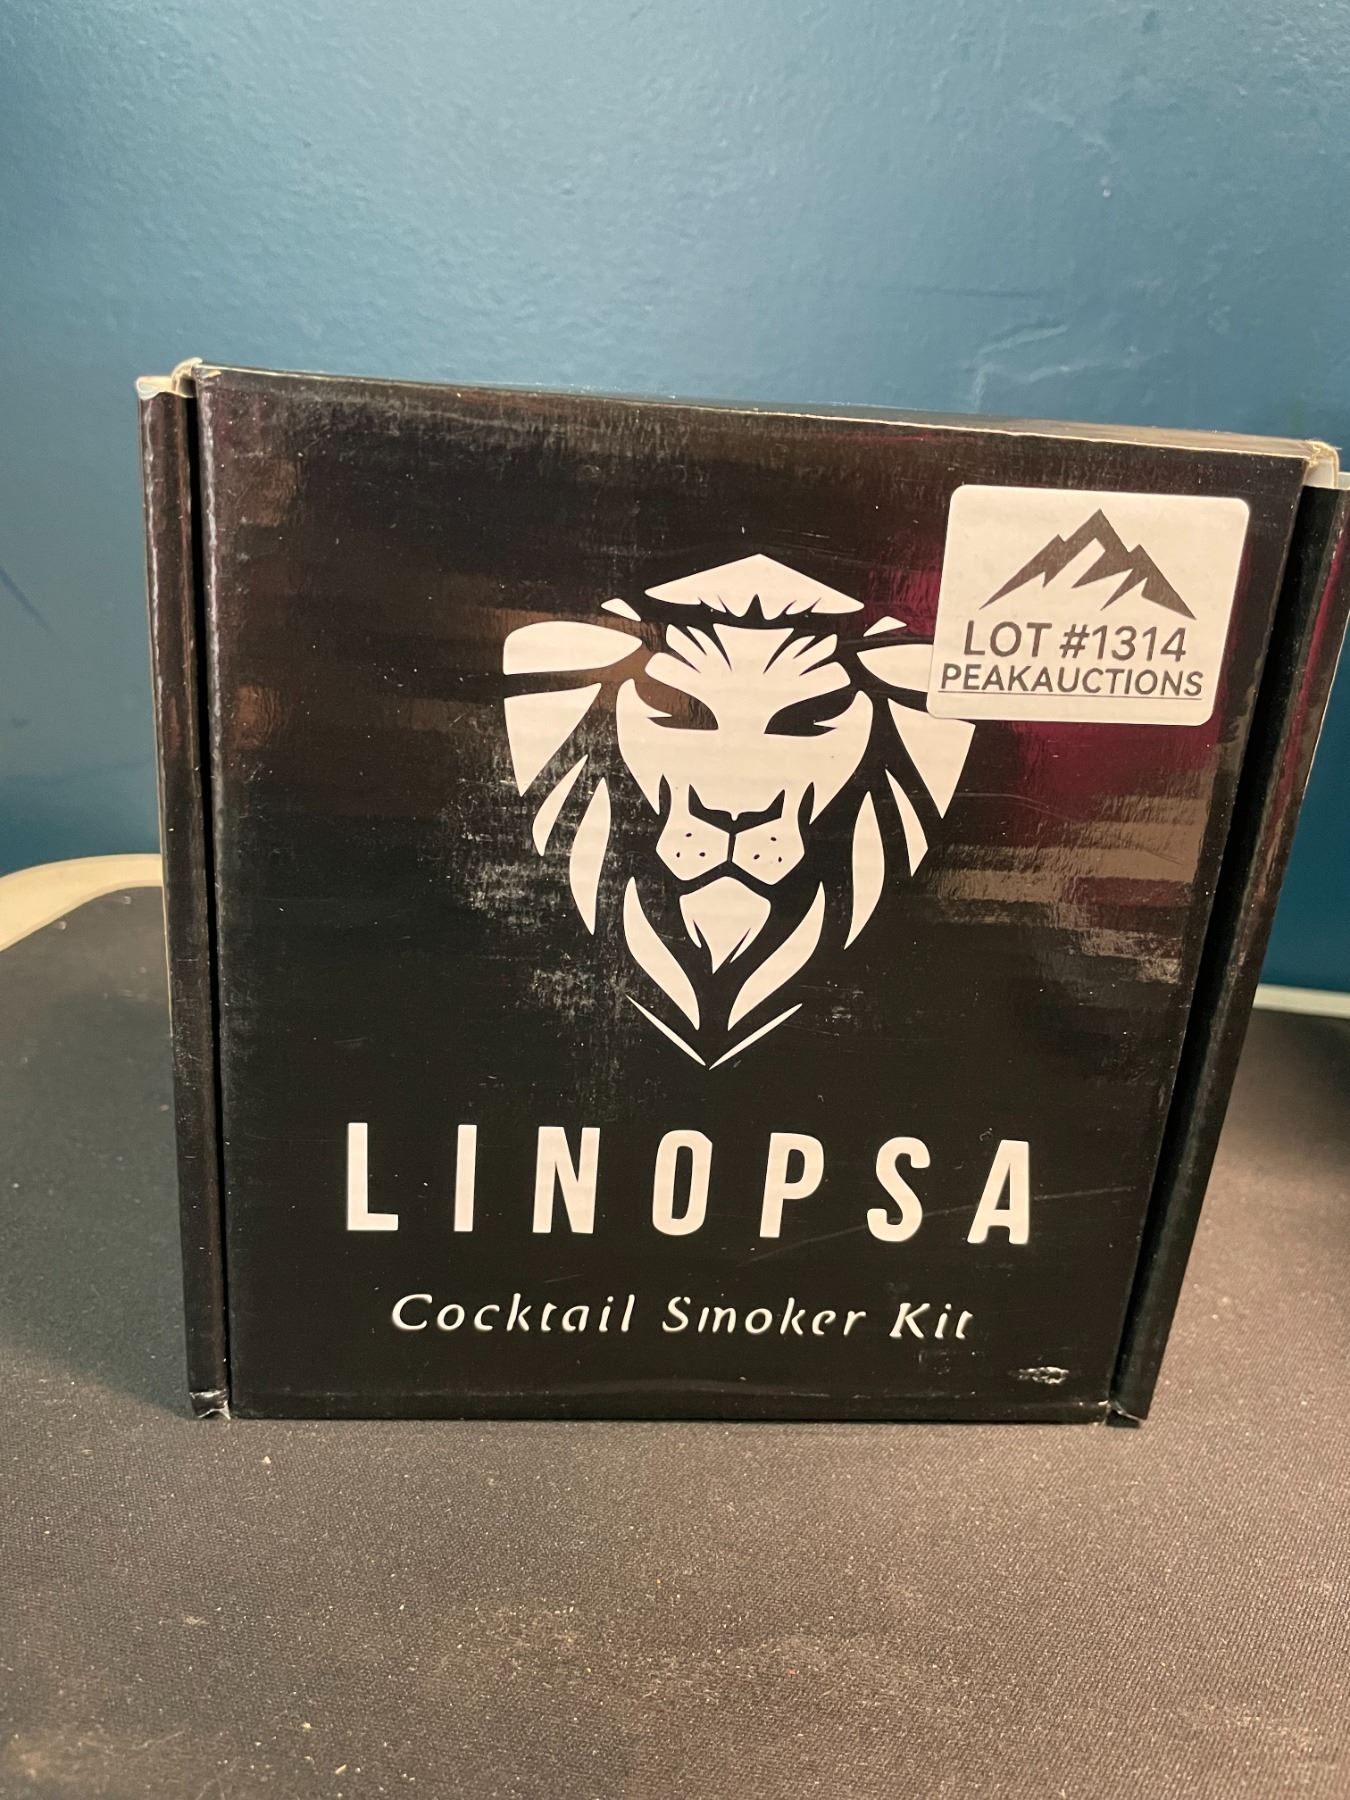 LOT #1314
PEAKAUCTIONS
LINOPSA
Cocktail Smoker Kit